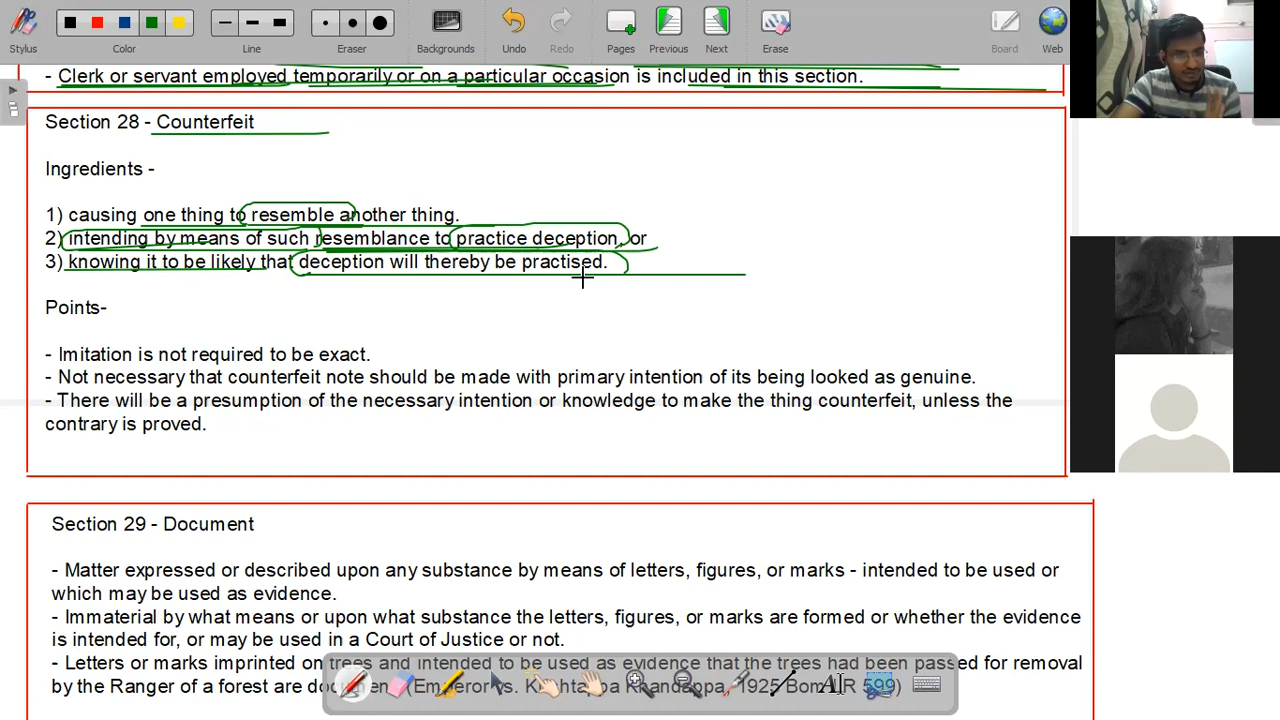 Stylus
Color
Line
Eraser
Backgrounds
Undo
Redo
Pages
Previous
Next
Erase
Board
Web
- Clerk or servant employed temporarily or on a particular occasion is included in this section.
Section 28 - Counterfeit
Ingredients -
1) causing one thing to resemble another thing.
2) intending by means of such resemblance to practice deception, or
3) knowing it to be likely that deception will thereby be practised.
Points-
- Imitation is not required to be exact.
- Not necessary that counterfeit note should be made with primary intention of its being looked as genuine.
- There will be a presumption of the necessary intention or knowledge to make the thing counterfeit, unless the
contrary is proved.
Section 29 - Document
- Matter expressed or described upon any substance by means of letters, figures, or marks - intended to be used or
which may be used as evidence.
- Immaterial by what means or upon what substance the letters, figures, or marks are formed or whether the evidence
is intended for, or may be used in a Court of Justice or not.
- Letters or marks imprinted on trees and intended to be used as evidence that the trees had been passed for removal
by the Ranger of a forest are (Emperor vs. Khandappa, 1925 Bom